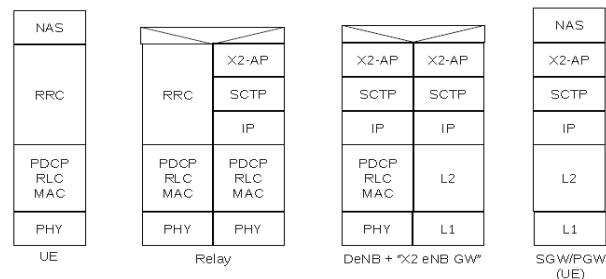 NAS
RRC
PDCP
RLC
MAC
PHY
UE
RRC
PDCP
RLC
MAC
PHY
X2-AP
SCTP
IP
PDCP
RLC
MAC
PHY
Relay
X2-AP
SCTP
IP
PDCP
RLC
MAC
PHY
X2-AP
SCTP
IP
L2
L1
DeNB + "X2 eNB GW"
NAS
X2-AP
SCTP
IP
L2
L1
SGW/PGW
(UE)